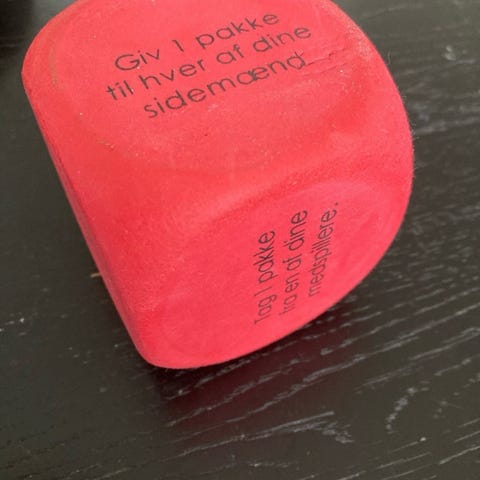 Giv 1 pakke
til hver af dine
sidemænd
Tag 1 pakke
fra en af dine
medspillere.